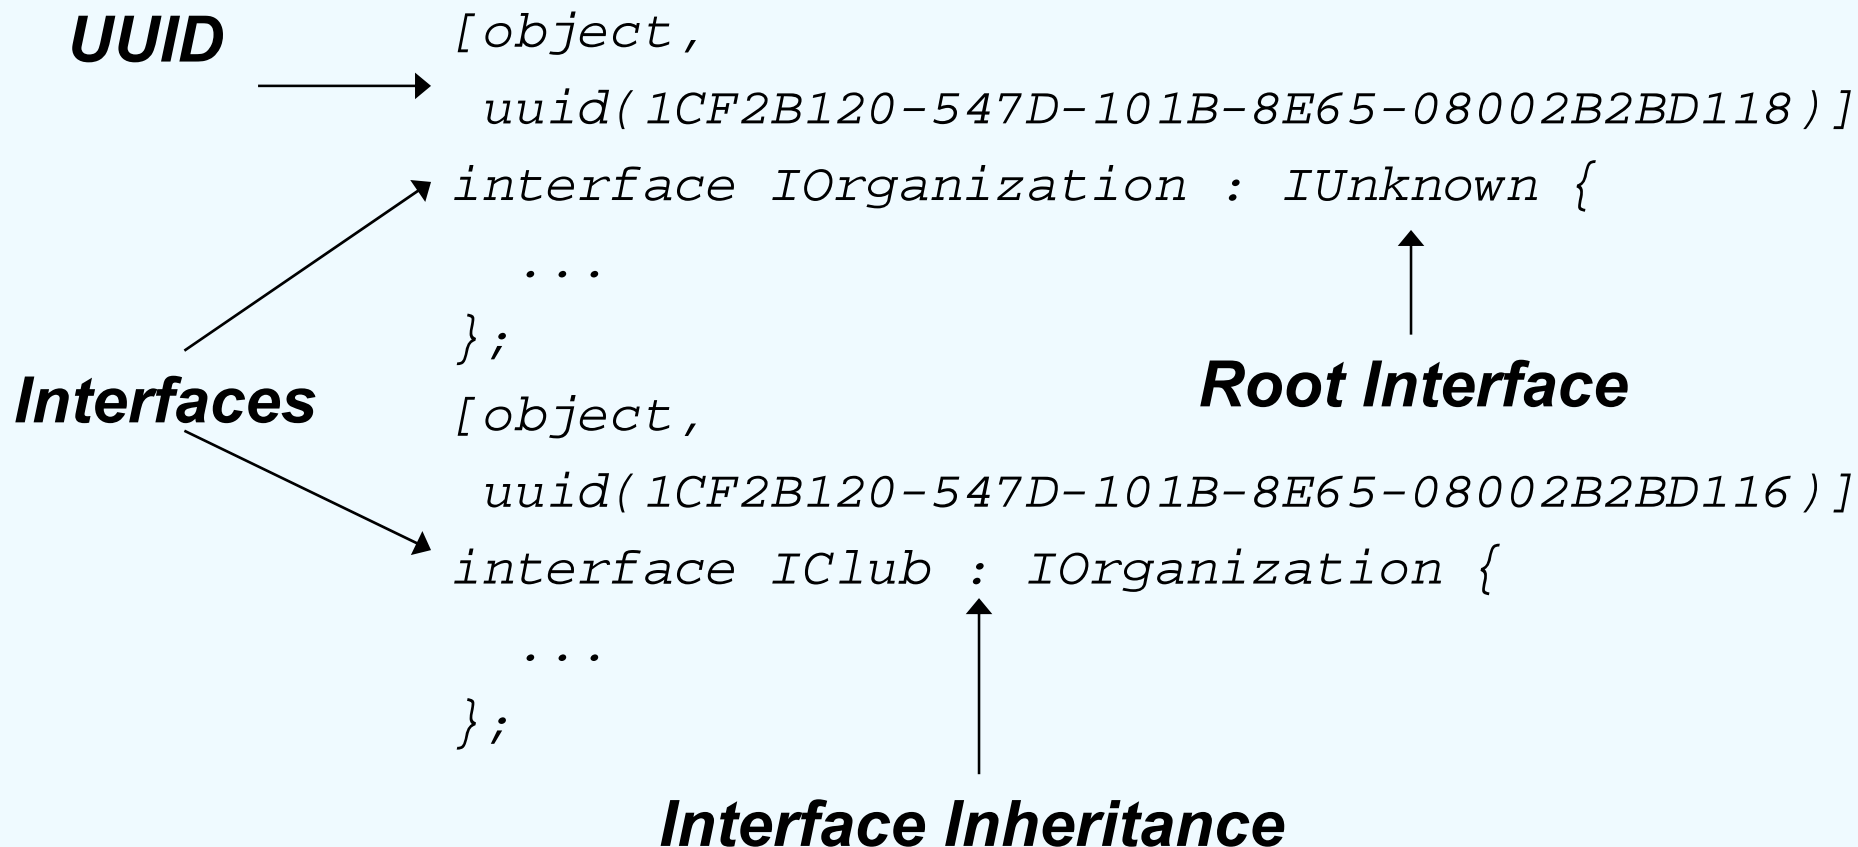 UUID
[object,
uuid(1CF2B120-547D-101B-8E65-08002B2BD118)]
interface IOrganization : IUnknown {
...
};
Interfaces
Root Interface
[object,
uuid(1CF2B120-547D-101B-8E65-08002B2BD116)]
interface IClub : IOrganization {
...
};
Interface Inheritance